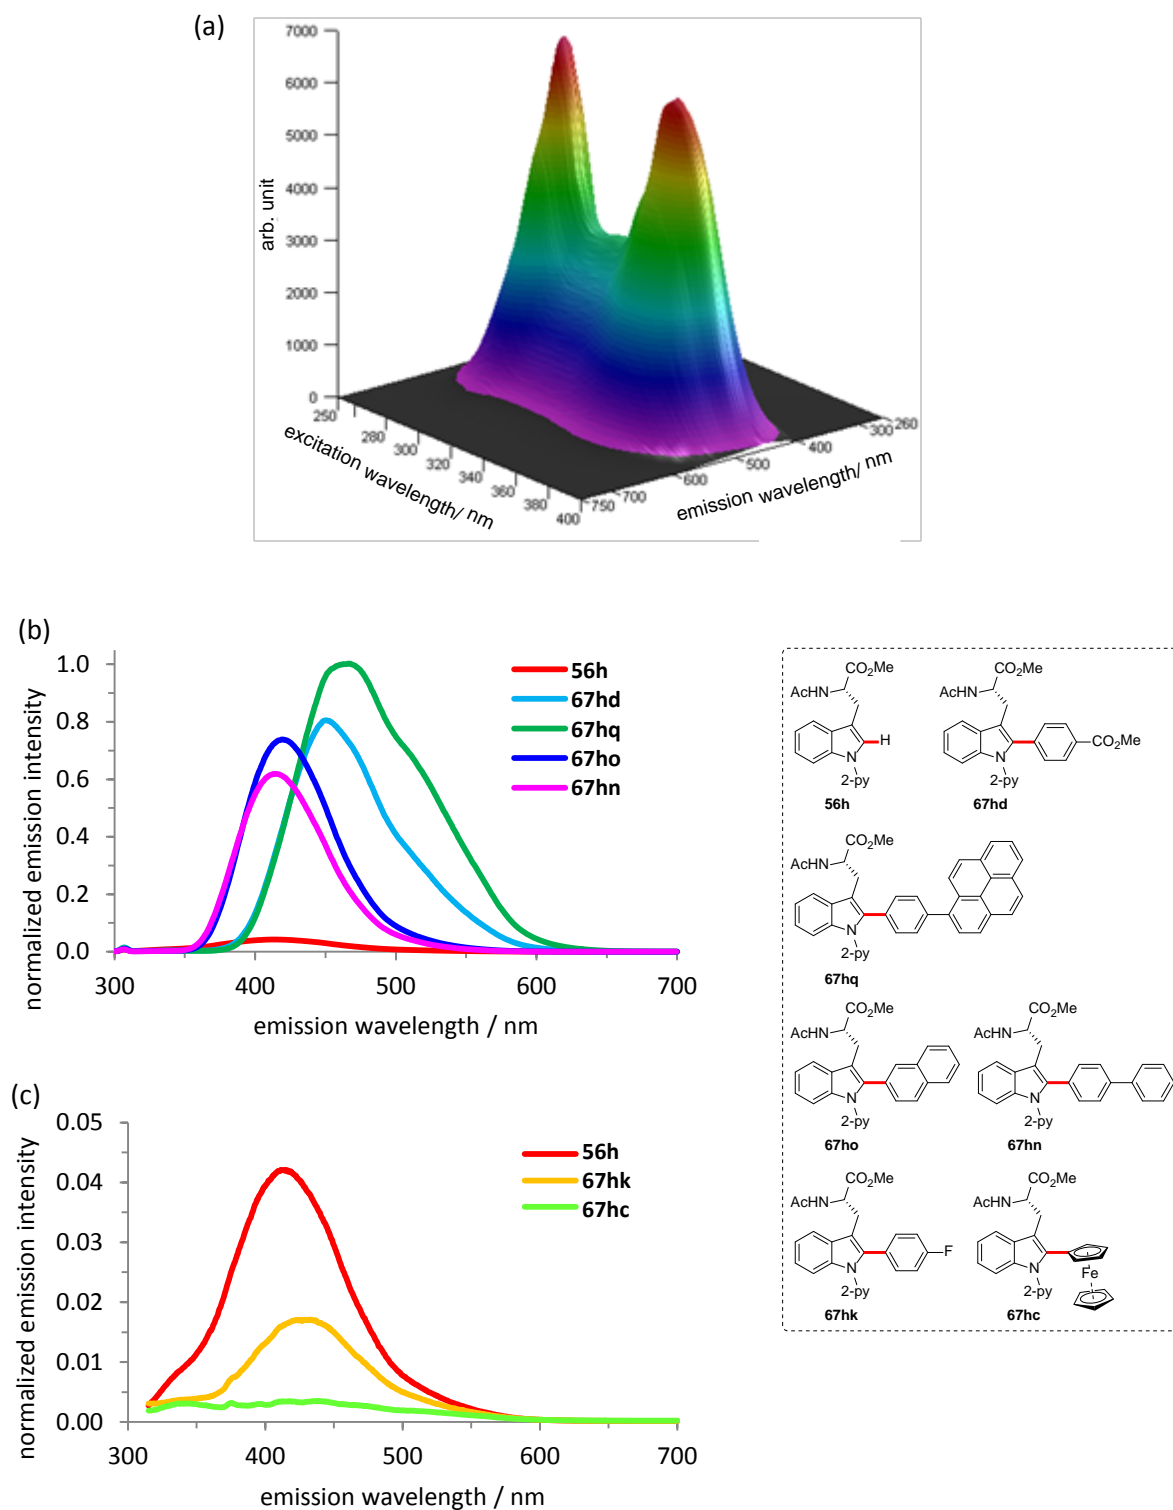 (a)
7000
6000
5000
4000
3000
2000
1000
0
arb. unit
250
280
300
320
340
360
380
400
excitation wavelength/ nm
750
700
600
500
400
300
260
emission wavelength/ nm
(b)
normalized emission intensity
1.0
0.8
0.6
0.4
0.2
0.0
300 400 500 600 700
emission wavelength / nm
56h
67hd
67hq
67ho
67hn
(c)
normalized emission intensity
0.05
0.04
0.03
0.02
0.01
0.00
300 400 500 600 700
emission wavelength / nm
56h
67hk
67hc
CO2Me
AcHN
H
N
2-py
56h
CO2Me
AcHN
CO2Me
N
2-py
67hd
CO2Me
AcHN
N
2-py
67hq
CO2Me
AcHN
N
2-py
67ho
CO2Me
AcHN
N
2-py
67hn
CO2Me
AcHN
F
N
2-py
67hk
CO2Me
AcHN
N
Fe
2-py
67hc